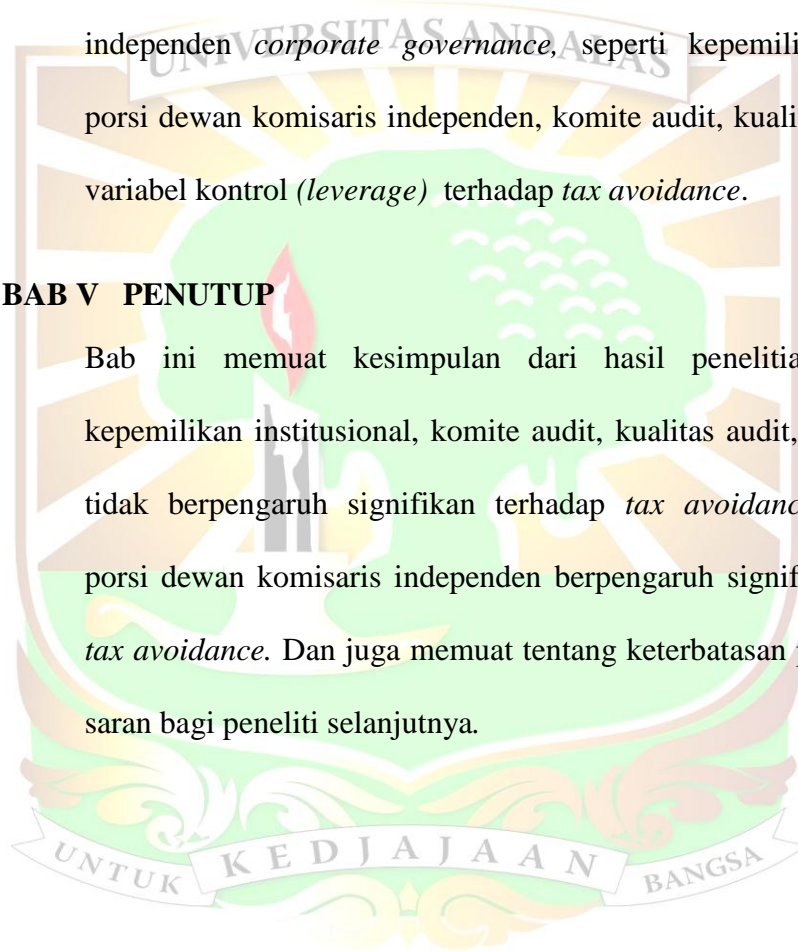 UNIVERSITAS ANDALAS
independen corporate governance, seperti kepemili
porsi dewan komisaris independen, komite audit, kuali
variabel kontrol (leverage) terhadap tax avoidance.
BAB V PENUTUP
Bab ini memuat kesimpulan dari hasil penelitia
kepemilikan institusional, komite audit, kualitas audit,
tidak berpengaruh signifikan terhadap tax avoidanc
porsi dewan komisaris independen berpengaruh signif
tax avoidance. Dan juga memuat tentang keterbatasan
saran bagi peneliti selanjutnya.
UNTUK KEDJAJAAN BANGSA